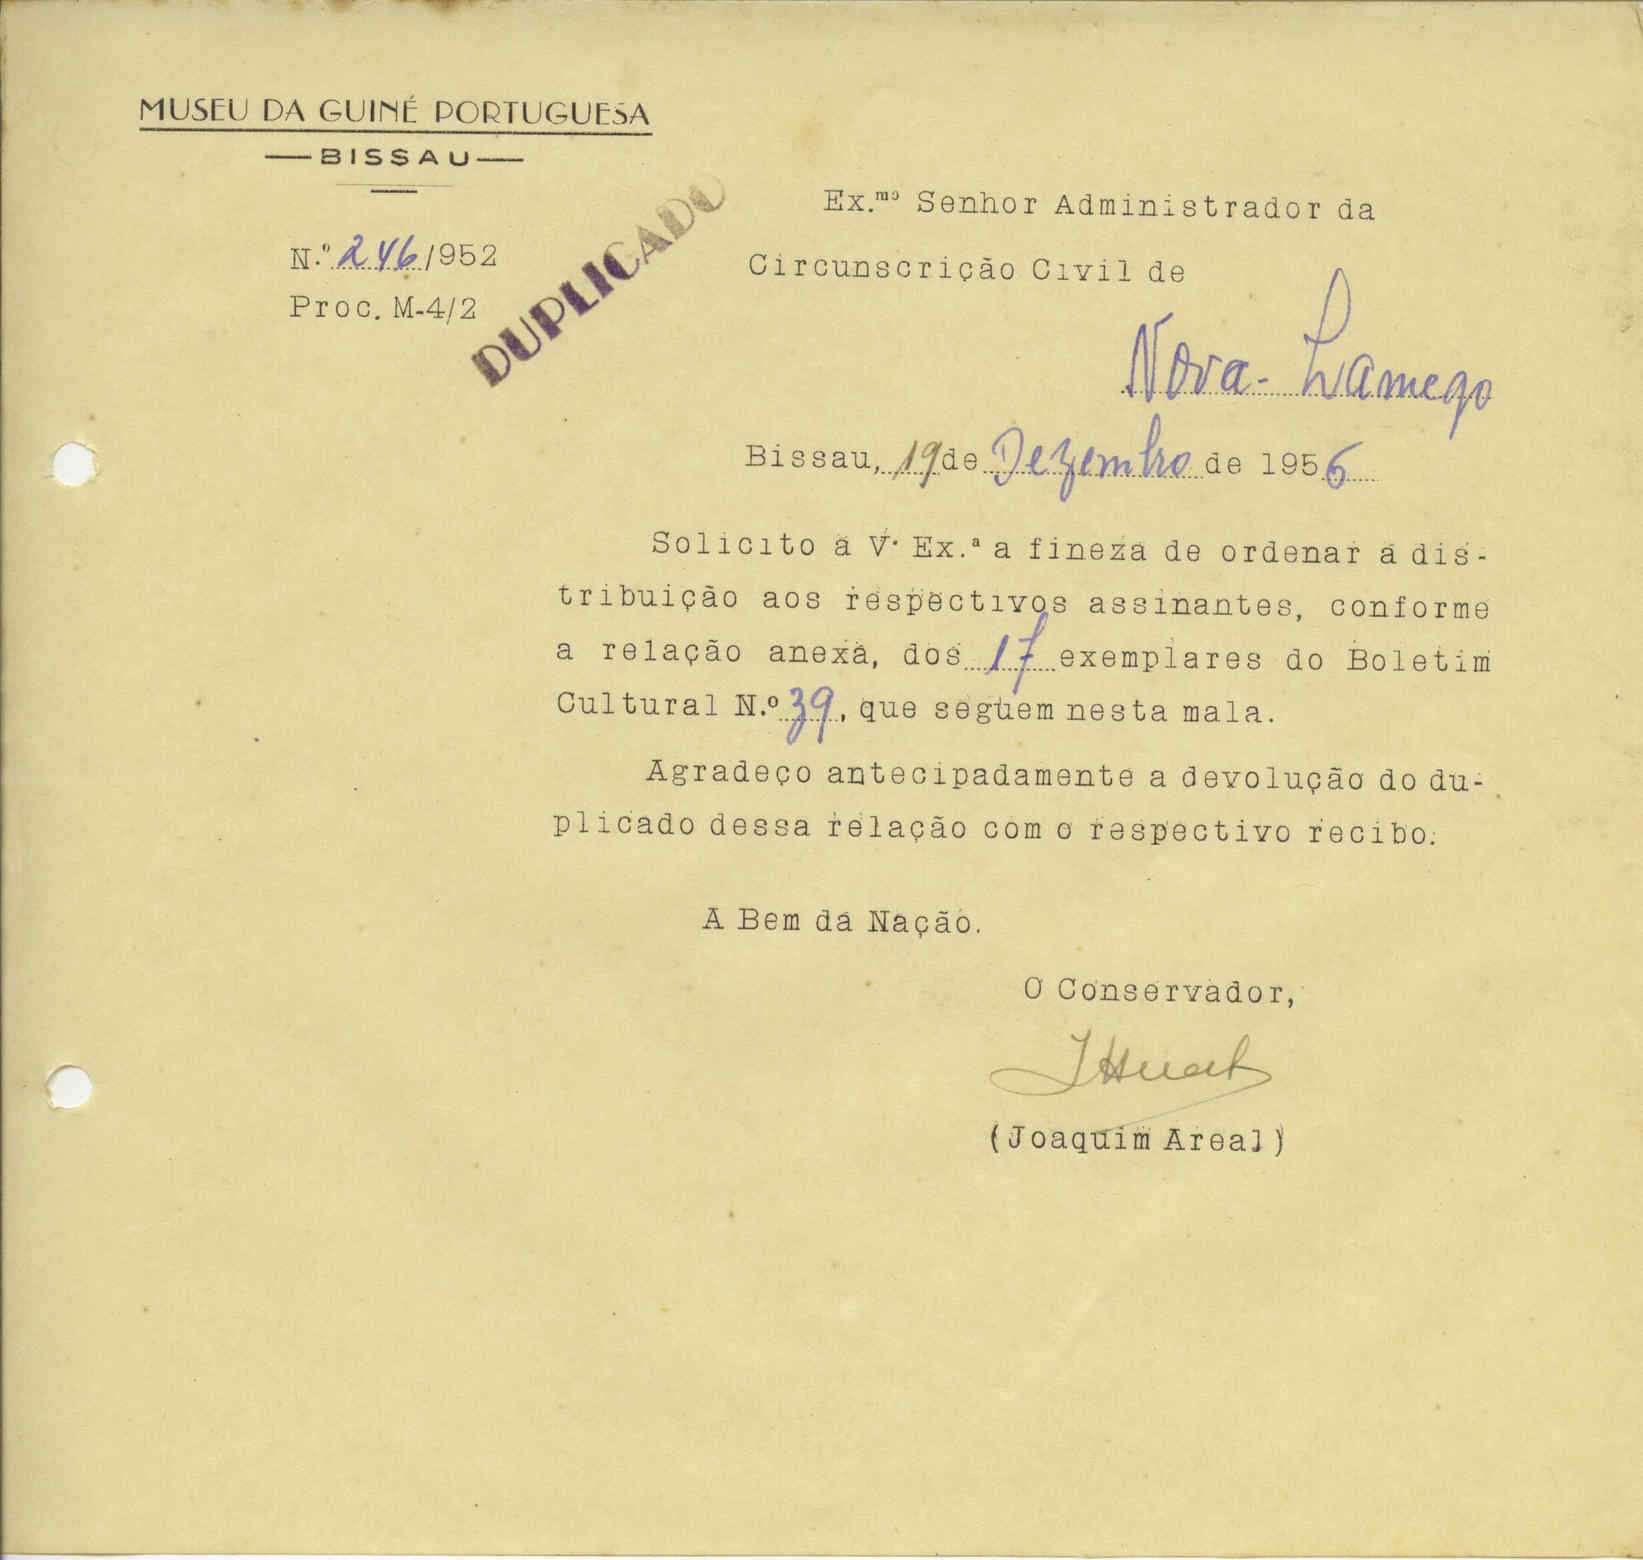 MUSEU DA GUINÉ PORTUGUESA
— BISSAU —
DUPLICADO
N.º 246/952
Proc. M-4/2
Ex.mo Senhor Administrador da
Circunscrição Civil de
Nova-Lamego
Bissau, 19 de Dezembro de 1956
Solicito a V. Ex.ª a fineza de ordenar a dis-
tribuição aos respectivos assinantes, conforme
a relação anexa, dos 17 exemplares do Boletim
Cultural N.º 39, que seguem nesta mala.
Agradeço antecipadamente a devolução do du-
plicado dessa relação com o respectivo recibo.
A Bem da Nação.
O Conservador,
(Joaquim Areal)